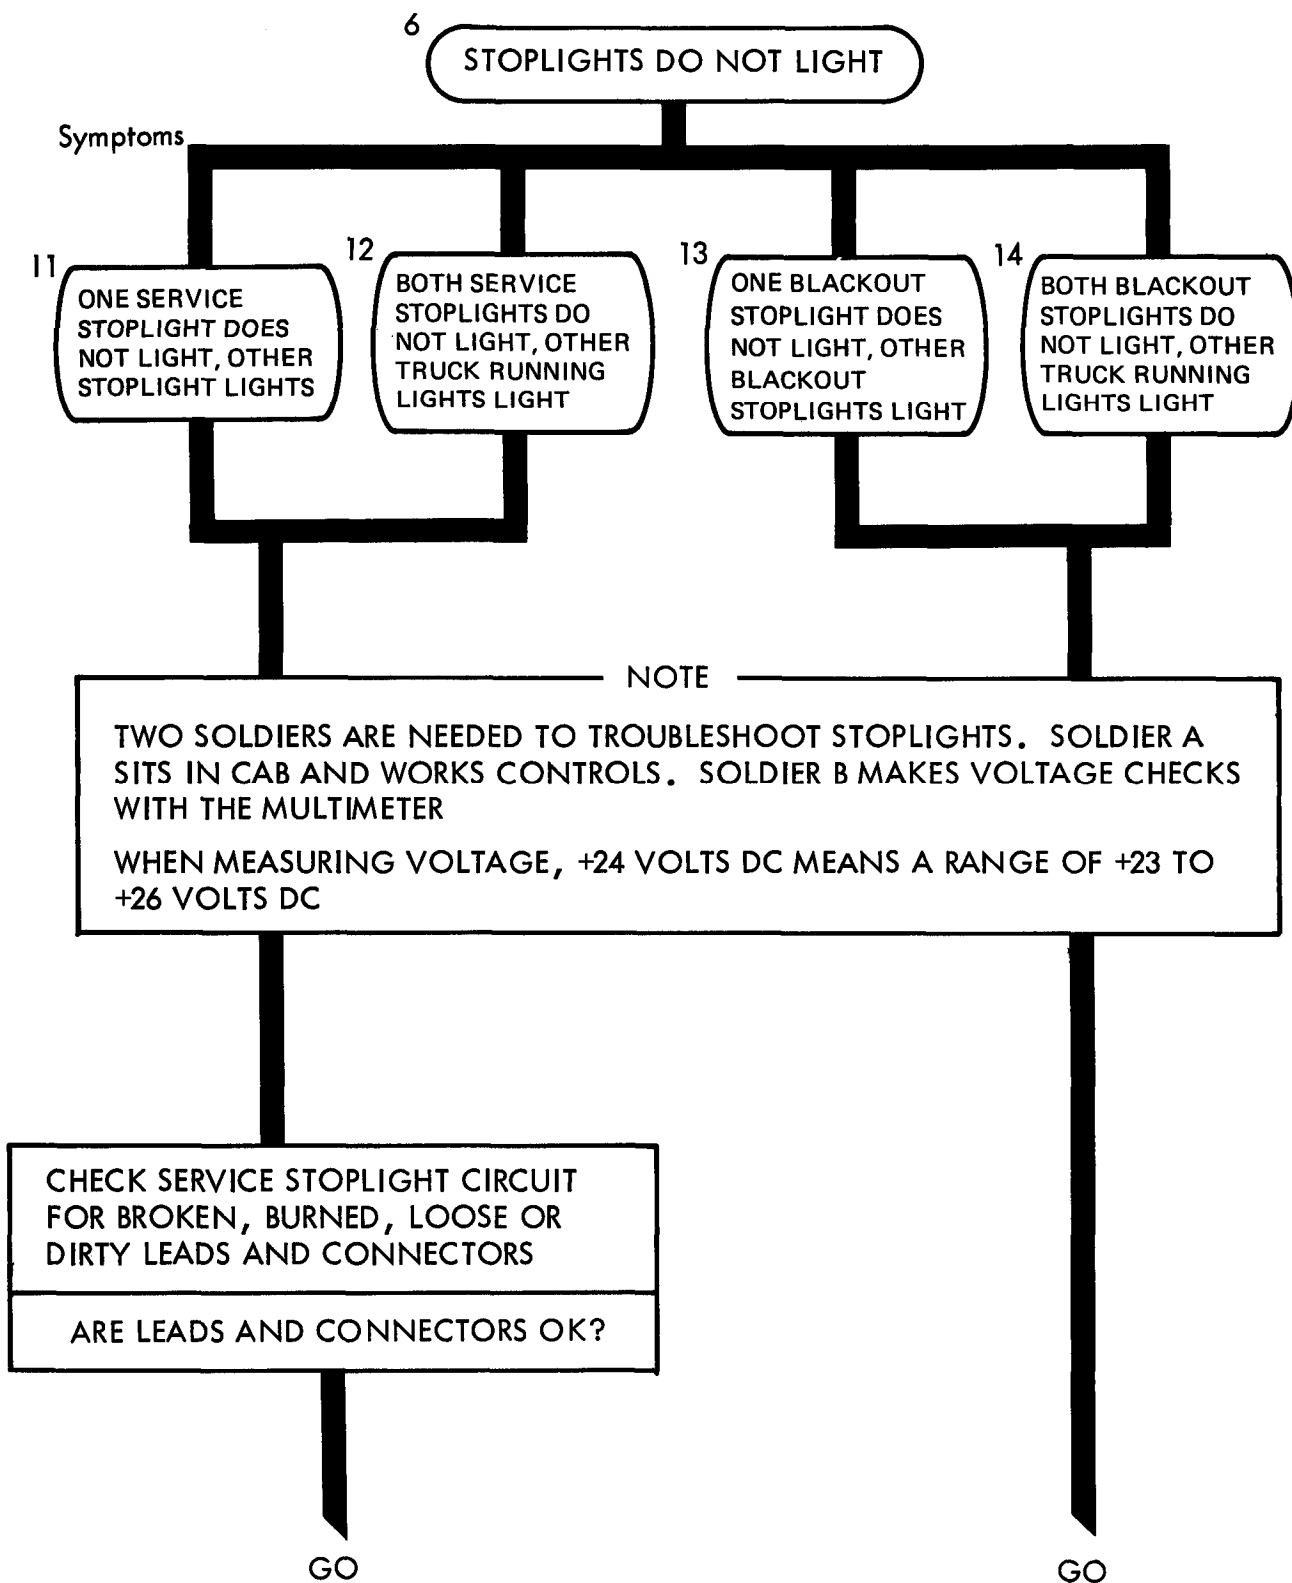 6
STOPLIGHTS DO NOT LIGHT
Symptoms
11
ONE SERVICE
STOPLIGHT DOES
NOT LIGHT, OTHER
STOPLIGHT LIGHTS
12
BOTH SERVICE
STOPLIGHTS DO
NOT LIGHT, OTHER
TRUCK RUNNING
LIGHTS LIGHT
13
ONE BLACKOUT
STOPLIGHT DOES
NOT LIGHT, OTHER
BLACKOUT
STOPLIGHTS LIGHT
14
BOTH BLACKOUT
STOPLIGHTS DO
NOT LIGHT, OTHER
TRUCK RUNNING
LIGHTS LIGHT
NOTE
TWO SOLDIERS ARE NEEDED TO TROUBLESHOOT STOPLIGHTS. SOLDIER A
SITS IN CAB AND WORKS CONTROLS. SOLDIER B MAKES VOLTAGE CHECKS
WITH THE MULTIMETER
WHEN MEASURING VOLTAGE, +24 VOLTS DC MEANS A RANGE OF +23 TO
+26 VOLTS DC
CHECK SERVICE STOPLIGHT CIRCUIT
FOR BROKEN, BURNED, LOOSE OR
DIRTY LEADS AND CONNECTORS
ARE LEADS AND CONNECTORS OK?
GO
GO